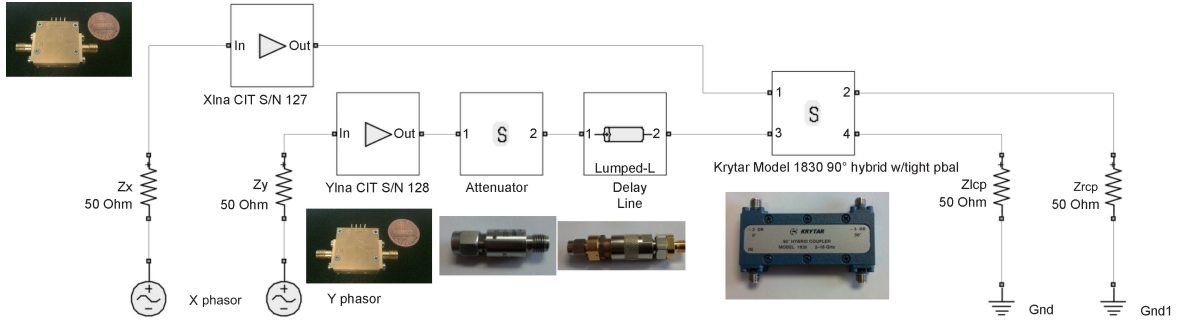 In
Out
Xlna CIT S/N 127
In
Out
Ylna CIT S/N 128
1
S
2
Attenuator
1
2
Lumped-L
Delay
Line
1
2
S
3
4
Krytar Model 1830 90° hybrid w/tight pbal
Zx
50 Ohm
Zy
50 Ohm
Zlcp
50 Ohm
Zrcp
50 Ohm
KRYTAR
90° HYBRID COUPLER
X phasor
Y phasor
Gnd
Gnd1